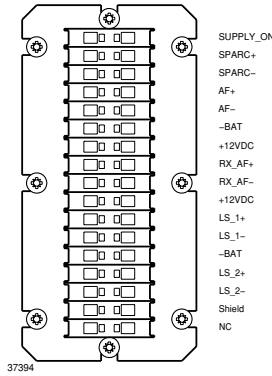 SUPPLY_ON
SPARC+
SPARC−
AF+
AF−
−BAT
+12VDC
RX_AF+
RX_AF−
+12VDC
LS_1+
LS_1−
−BAT
LS_2+
LS_2−
Shield
NC
37394